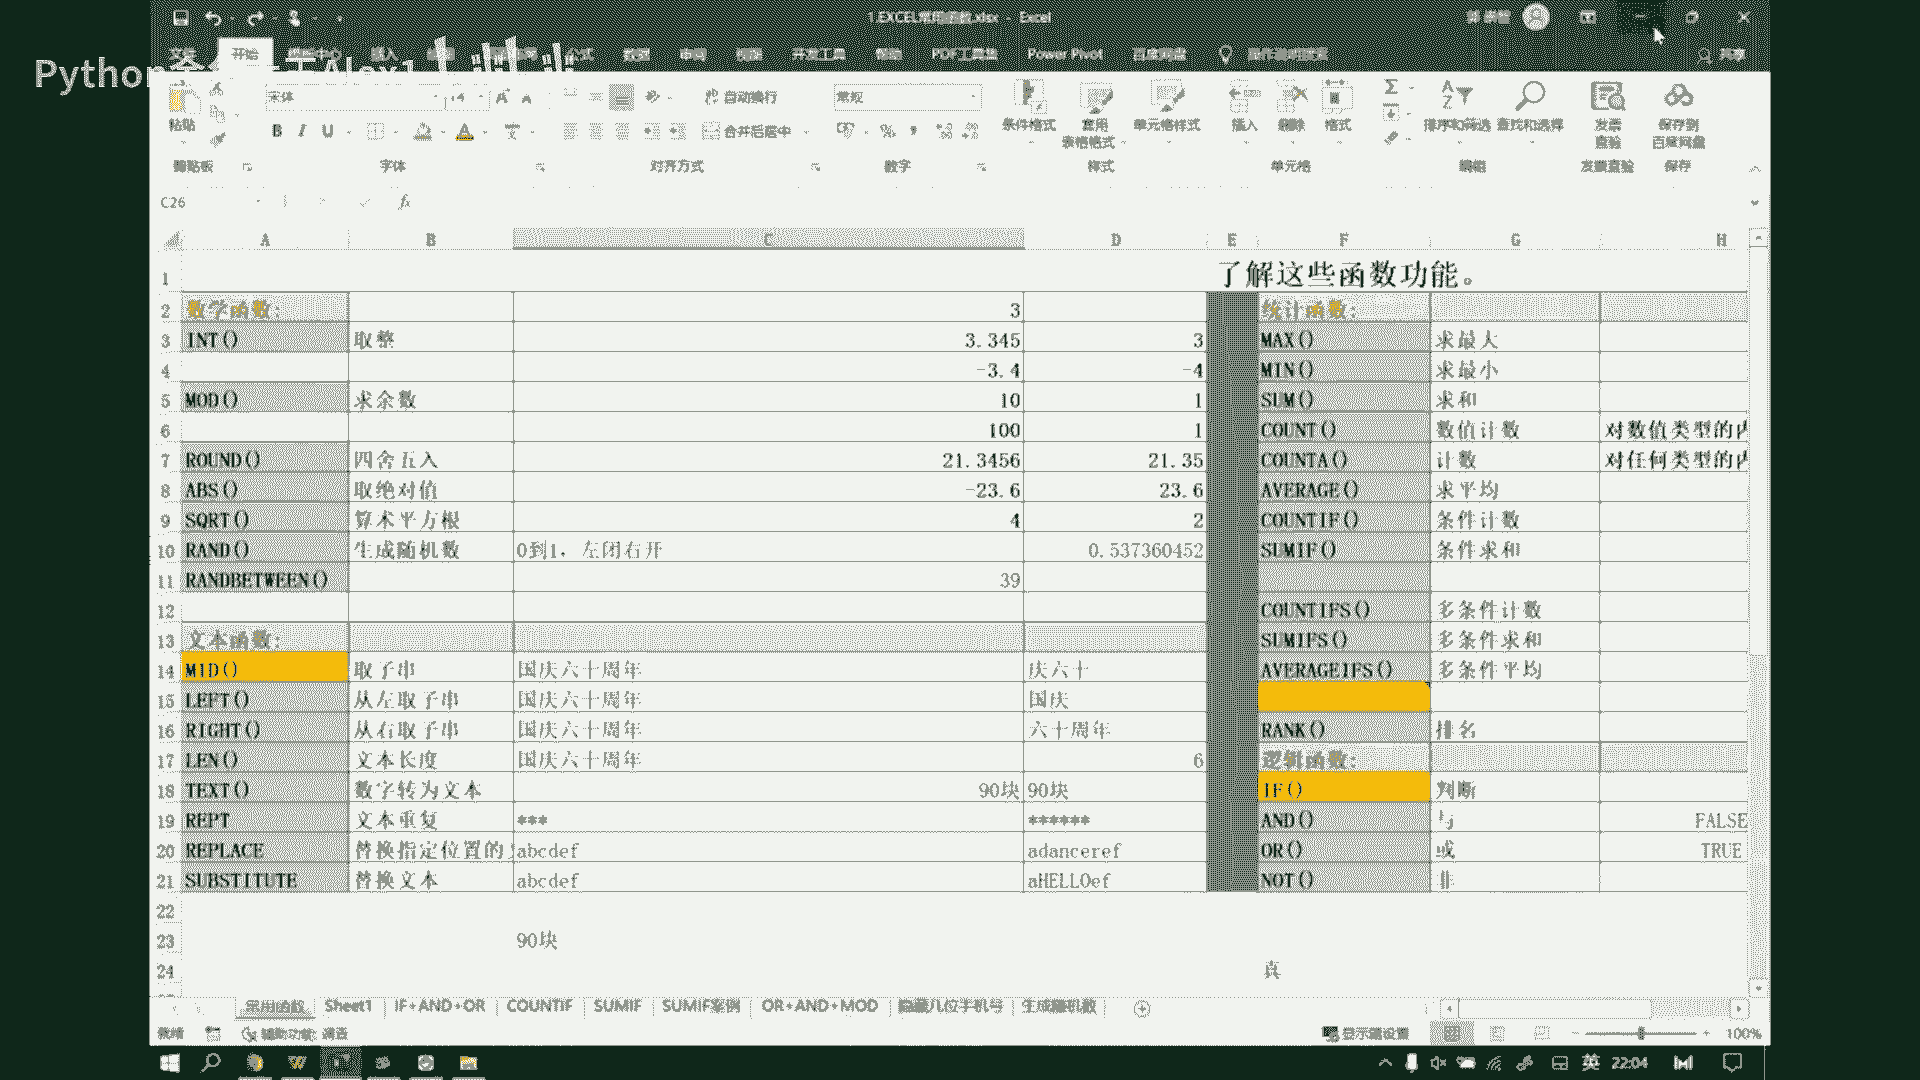 1.EXCEL常用函数.xlsx - Excel
开始 插入 公式 数据 审阅 视图 开发工具 帮助 PDF工具集 Power Pivot 百度网盘 操作说明搜索 共享
Python
宋体 14 自动换行 常规 条件格式 套用 单元格样式 插入 删除 格式 排序和筛选 查找和选择 发票 保存到
粘贴 B I U 合并后居中 % 表格格式 查验 百度网盘
剪贴板 字体 对齐方式 数字 样式 单元格 编辑 发票查验 保存
C26 fx
A B C D E F G H
1 了解这些函数功能。
2 数学函数: 3 统计函数:
3 INT() 取整 3.345 3 MAX() 求最大
4 -3.4 -4 MIN() 求最小
5 MOD() 求余数 10 1 SUM() 求和
6 100 1 COUNT() 数值计数 对数值类型的内
7 ROUND() 四舍五入 21.3456 21.35 COUNTA() 计数 对任何类型的内
8 ABS() 取绝对值 -23.6 23.6 AVERAGE() 求平均
9 SQRT() 算术平方根 4 2 COUNTIF() 条件计数
10 RAND() 生成随机数 0到1，左闭右开 0.537360452 SUMIF() 条件求和
11 RANDBETWEEN() 39
12 COUNTIFS() 多条件计数
13 文本函数: SUMIFS() 多条件求和
14 MID() 取子串 国庆六十周年 庆六十 AVERAGEIFS() 多条件平均
15 LEFT() 从左取子串 国庆六十周年 国庆
16 RIGHT() 从右取子串 国庆六十周年 六十周年 RANK() 排名
17 LEN() 文本长度 国庆六十周年 6 逻辑函数:
18 TEXT() 数字转为文本 90块 90块 IF() 判断
19 REPT 文本重复 *** ****** AND() 与 FALSE
20 REPLACE 替换指定位置的 abcdef adanceref OR() 或 TRUE
21 SUBSTITUTE 替换文本 abcdef aHELLOef NOT() 非
22
23 90块
24 真
常用函数 Sheet1 IF+AND+OR COUNTIF SUMIF SUMIF案例 OR+AND+MOD 隐藏几位手机号 生成随机数
就绪 辅助功能: 调查 显示器设置 100%
英 22:04